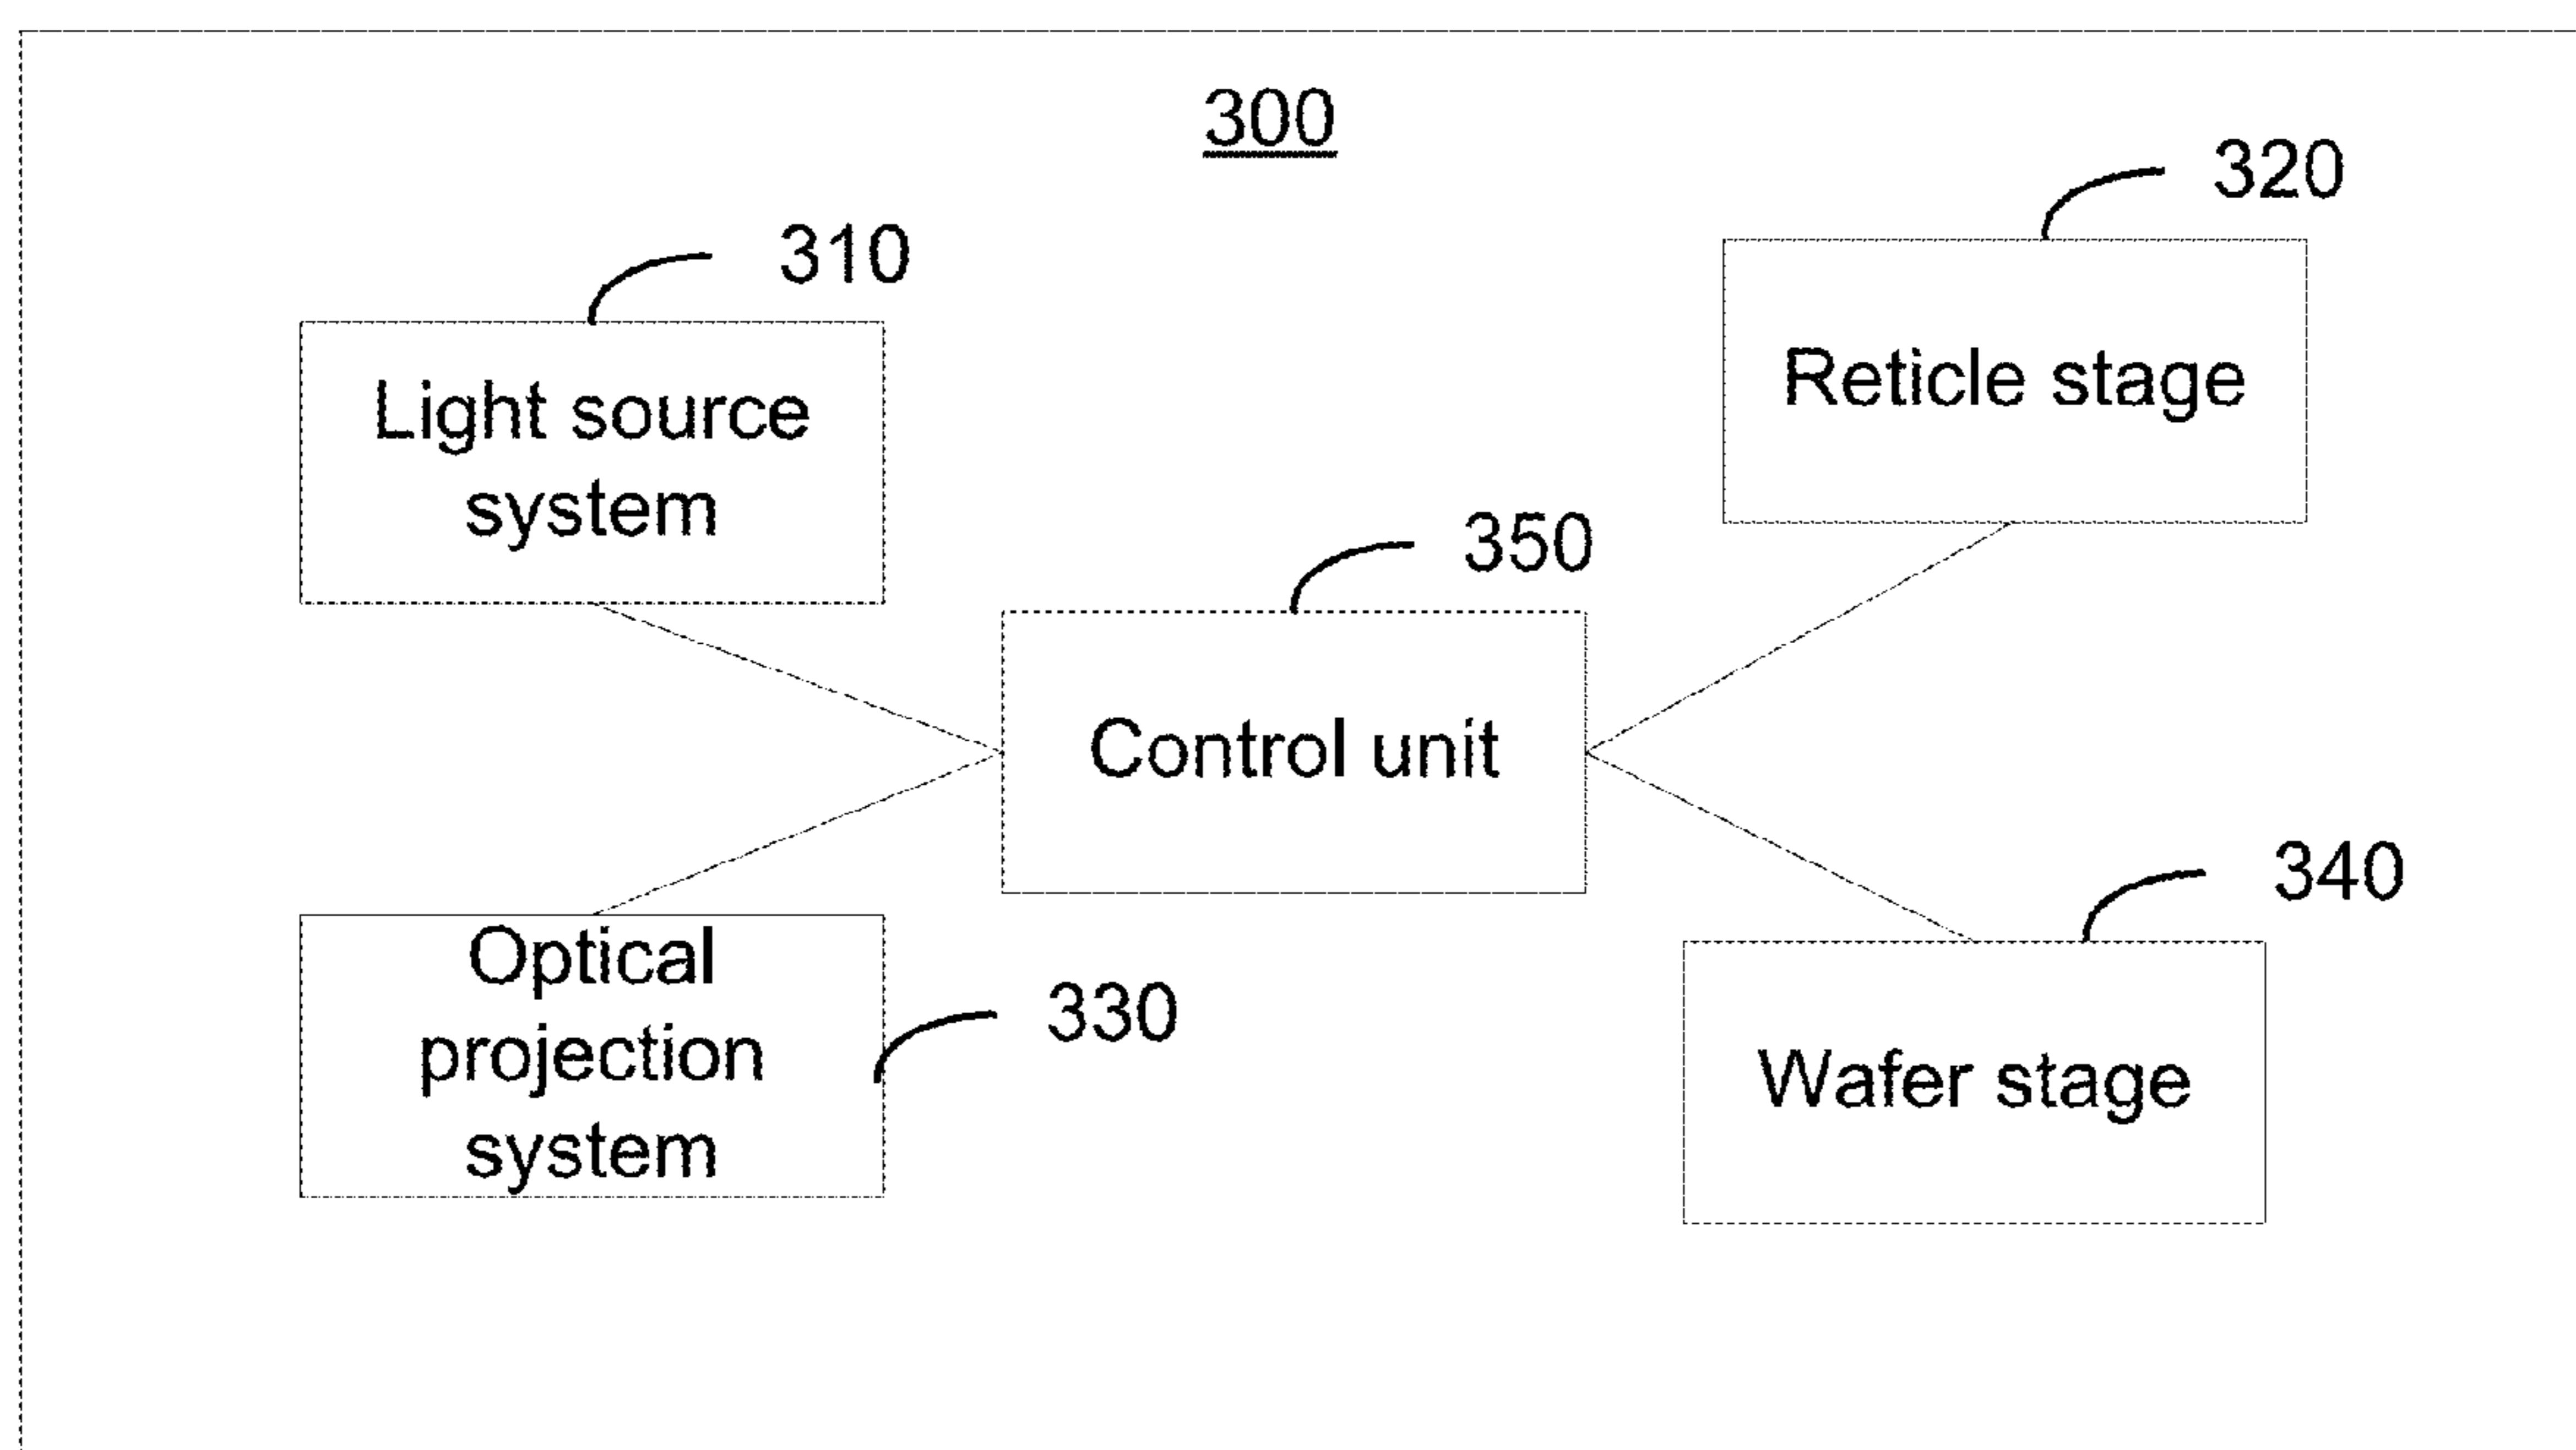 300
320
310
Reticle stage
Light source
system
350
Control unit
340
Optical
projection
system
330
Wafer stage